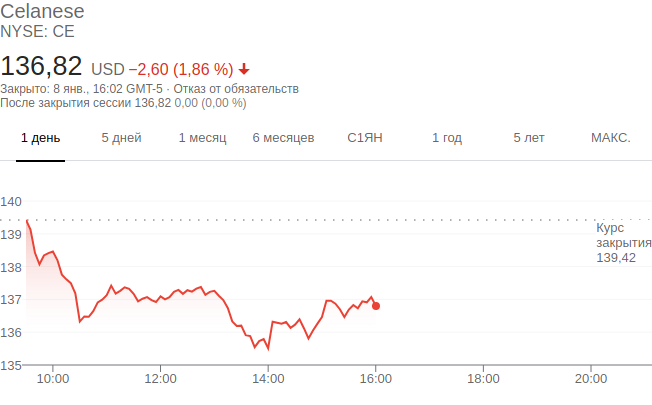 Celanese
NYSE: CE
136,82 USD −2,60 (1,86 %)
Закрыто: 8 янв., 16:02 GMT-5 · Отказ от обязательств
После закрытия сессии 136,82 0,00 (0,00 %)
1 день 5 дней 1 месяц 6 месяцев С1ЯН 1 год 5 лет МАКС.
140
139
138
137
136
135
Курс
закрытия
139,42
10:00 12:00 14:00 16:00 18:00 20:00